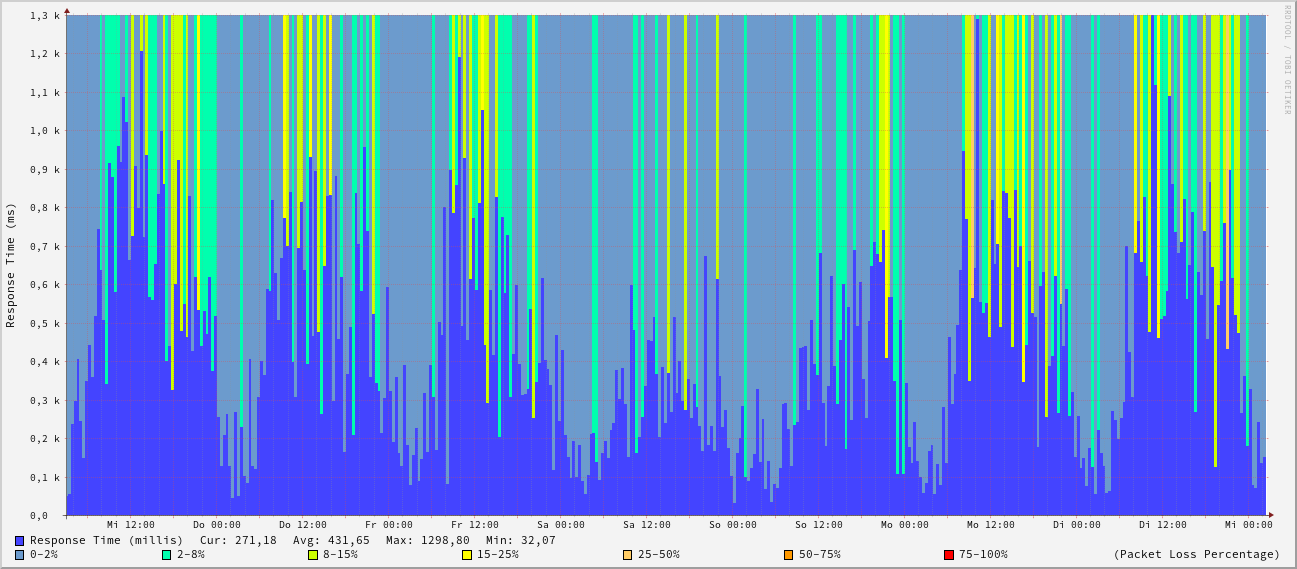 1,3 k
1,2 k
1,1 k
1,0 k
0,9 k
0,8 k
0,7 k
0,6 k
0,5 k
0,4 k
0,3 k
0,2 k
0,1 k
0,0
Response Time (ms)
RRDTOOL / TOBI OETIKER
Mi 12:00 Do 00:00 Do 12:00 Fr 00:00 Fr 12:00 Sa 00:00 Sa 12:00 So 00:00 So 12:00 Mo 00:00 Mo 12:00 Di 00:00 Di 12:00 Mi 00:00
Response Time (millis) Cur: 271,18 Avg: 431,65 Max: 1298,80 Min: 32,07
0-2% 2-8% 8-15% 15-25% 25-50% 50-75% 75-100% (Packet Loss Percentage)